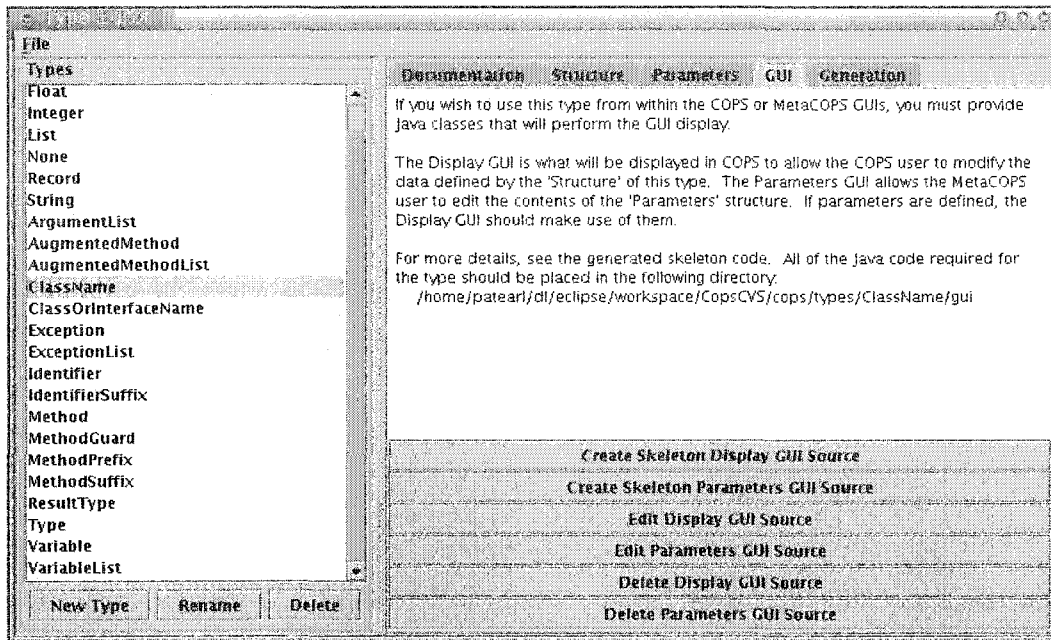 File
Types
Float
Integer
List
None
Record
String
ArgumentList
AugmentedMethod
AugmentedMethodList
ClassName
ClassOrInterfaceName
Exception
ExceptionList
Identifier
IdentifierSuffix
Method
MethodGuard
MethodPrefix
MethodSuffix
ResultType
Type
Variable
VariableList
New Type Rename Delete
Documentation Structure Parameters GUI Generation
If you wish to use this type from within the COPS or MetaCOPS GUIs, you must provide
Java classes that will perform the GUI display.
The Display GUI is what will be displayed in COPS to allow the COPS user to modify the
data defined by the 'Structure' of this type. The Parameters GUI allows the MetaCOPS
user to edit the contents of the 'Parameters' structure. If parameters are defined, the
Display GUI should make use of them.
For more details, see the generated skeleton code. All of the Java code required for
the type should be placed in the following directory:
/home/patearl/dl/eclipse/workspace/CopsCVS/cops/types/ClassName/gui
Create Skeleton Display GUI Source
Create Skeleton Parameters GUI Source
Edit Display GUI Source
Edit Parameters GUI Source
Delete Display GUI Source
Delete Parameters GUI Source